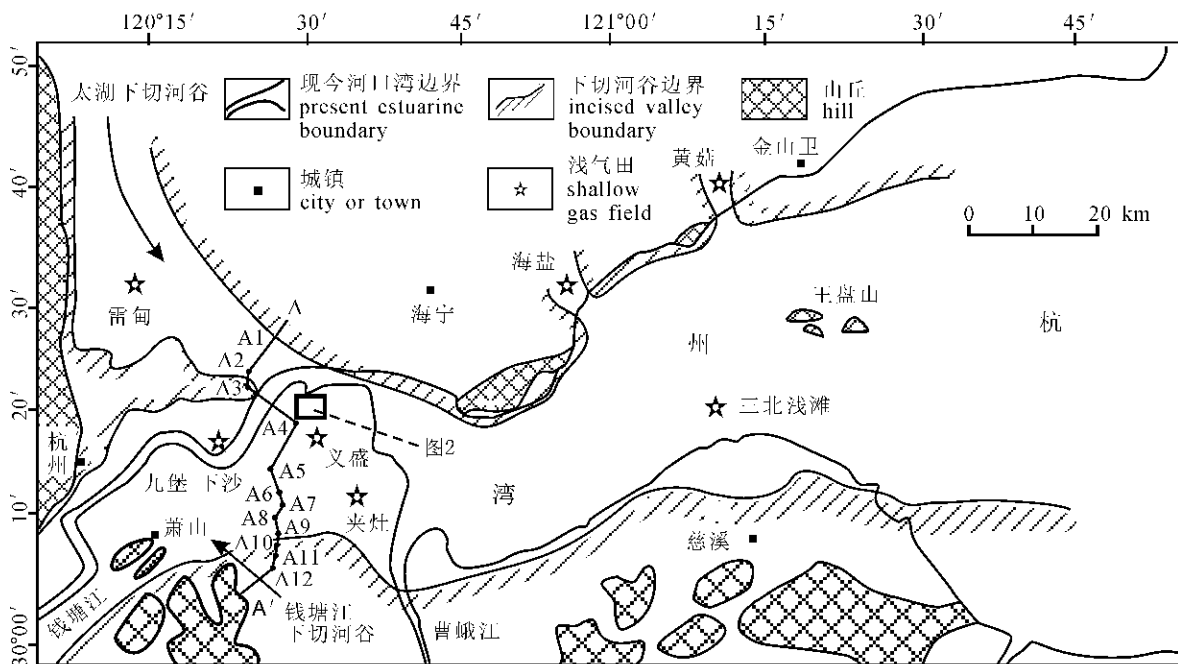 120°15′ 30′ 45′ 121°00′ 15′ 30′ 45′
50′
40′
30′
20′
10′
30°00′
太湖下切河谷
现今河口湾边界
present estuarine
boundary
下切河谷边界
incised valley
boundary
山丘
hill
城镇
city or town
浅气田
shallow
gas field
黄菇
金山卫
0 10 20 km
海盐
王盘山
雷甸
海宁
杭
州
湾
A
A1
A2
A3
A4
A5
A6
A7
A8
A9
A10
A11
A12
A′
杭州
九堡
下沙
义盛
图2
三北浅滩
夹灶
萧山
慈溪
钱塘江
钱塘江
下切河谷
曹峨江